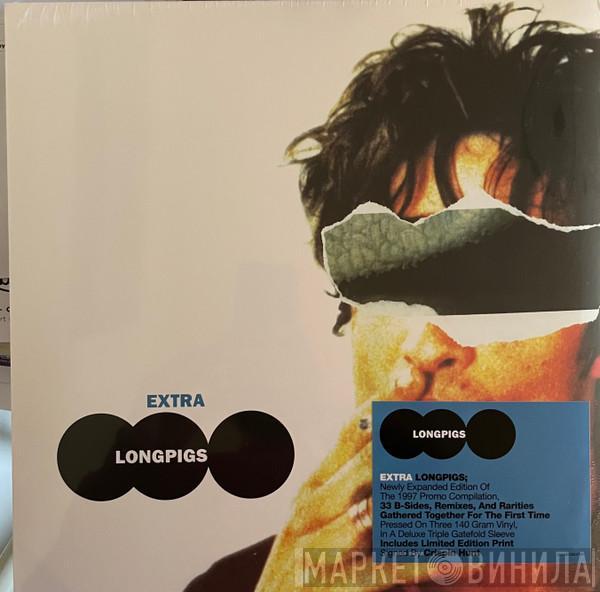 EXTRA
LONGPIGS
LONGPIGS
EXTRA LONGPIGS;
Newly Expanded Edition Of
The 1997 Promo Compilation,
33 B-Sides, Remixes, And Rarities
Gathered Together For The First Time
Pressed On Three 140 Gram Vinyl,
In A Deluxe Triple Gatefold Sleeve
Includes Limited Edition Print
Signed By Crispin Hunt
МАРКЕТ ВИНИЛА